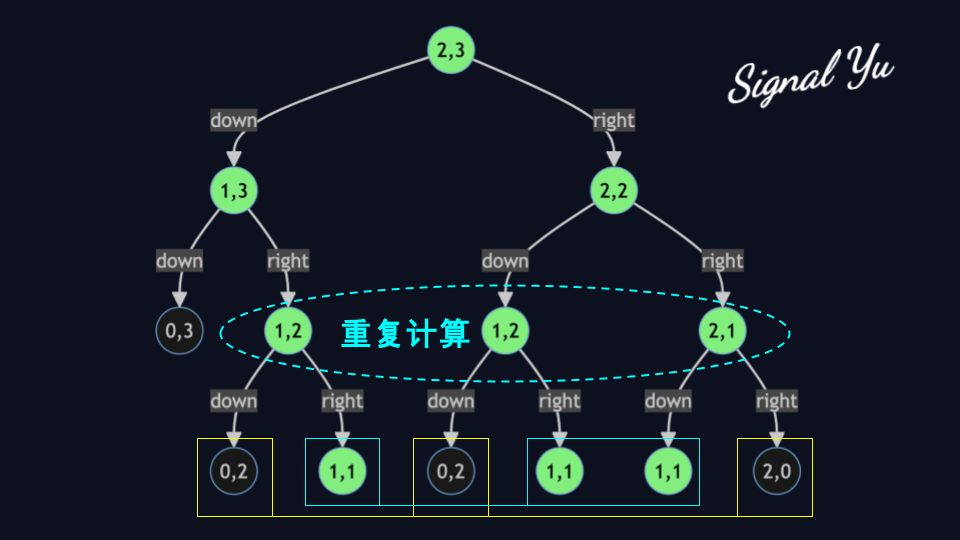 2,3
Signal Yu
down
right
1,3
2,2
down
right
down
right
0,3
1,2
重复计算
1,2
2,1
down
right
down
right
down
right
0,2
1,1
0,2
1,1
1,1
2,0